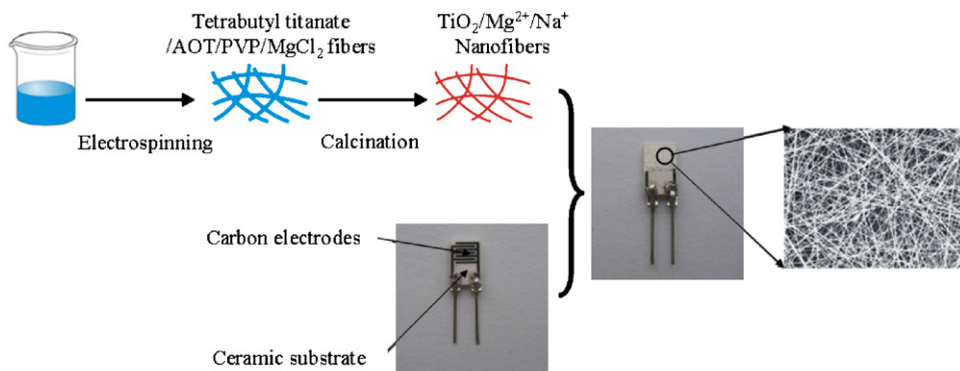 Tetrabutyl titanate
/AOT/PVP/MgCl₂ fibers
TiO₂/Mg²⁺/Na⁺
Nanofibers
Electrospinning
Calcination
Carbon electrodes
Ceramic substrate